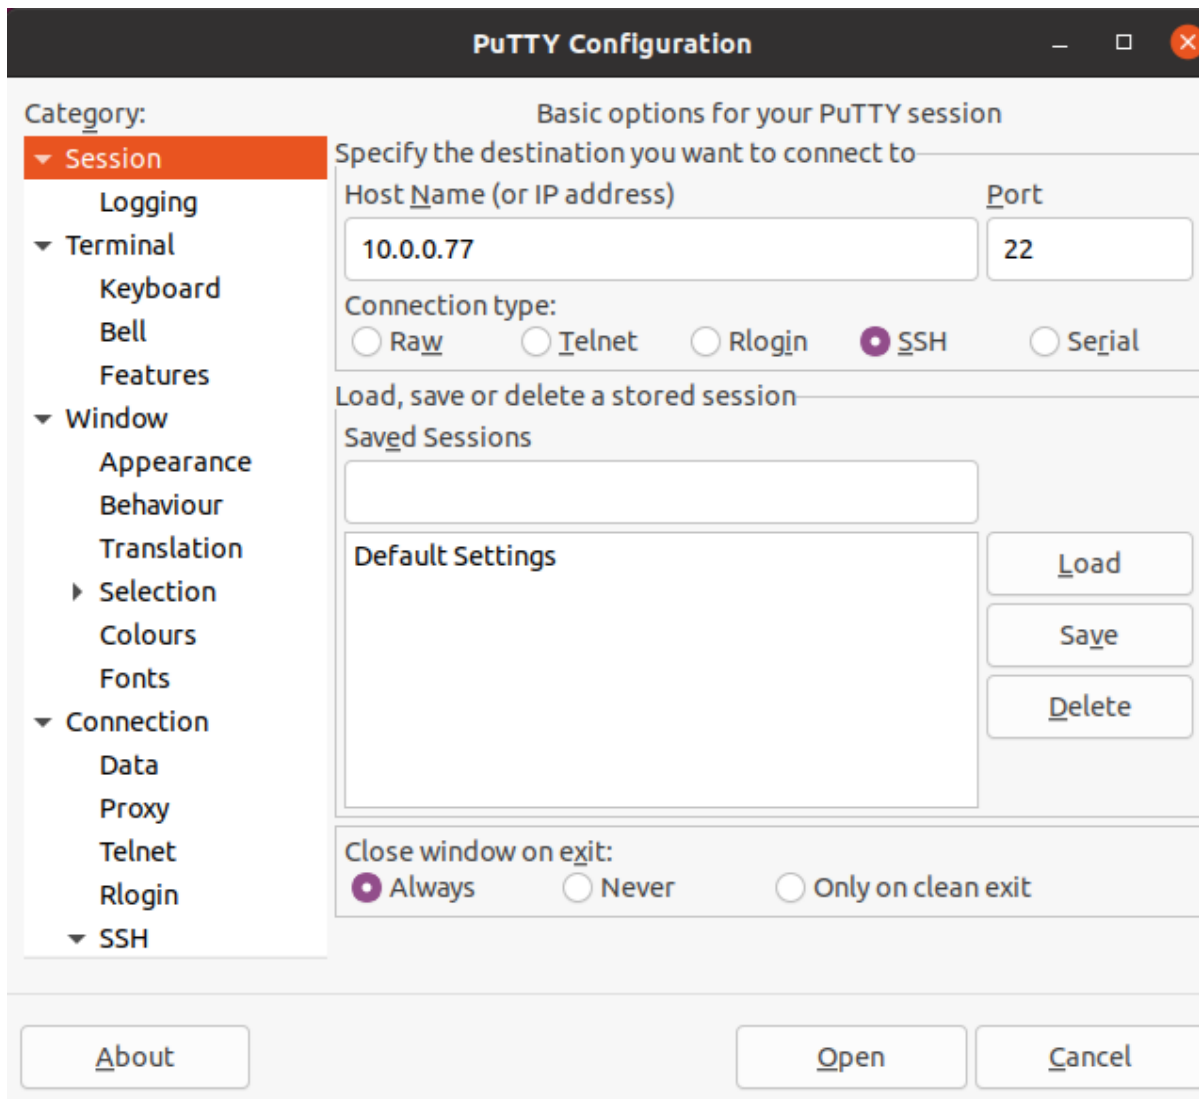 PuTTY Configuration
Category:
Session
Logging
Terminal
Keyboard
Bell
Features
Window
Appearance
Behaviour
Translation
Selection
Colours
Fonts
Connection
Data
Proxy
Telnet
Rlogin
SSH
Basic options for your PuTTY session
Specify the destination you want to connect to
Host Name (or IP address) Port
10.0.0.77 22
Connection type:
Raw Telnet Rlogin SSH Serial
Load, save or delete a stored session
Saved Sessions
Default Settings
Load
Save
Delete
Close window on exit:
Always Never Only on clean exit
About Open Cancel